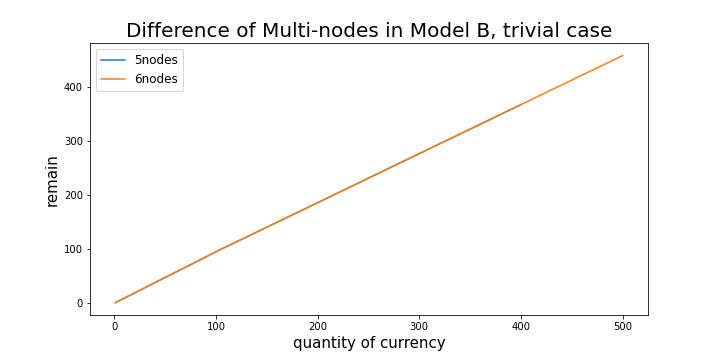 Difference of Multi-nodes in Model B, trivial case
5nodes
6nodes
400
300
200
100
0
remain
0 100 200 300 400 500
quantity of currency